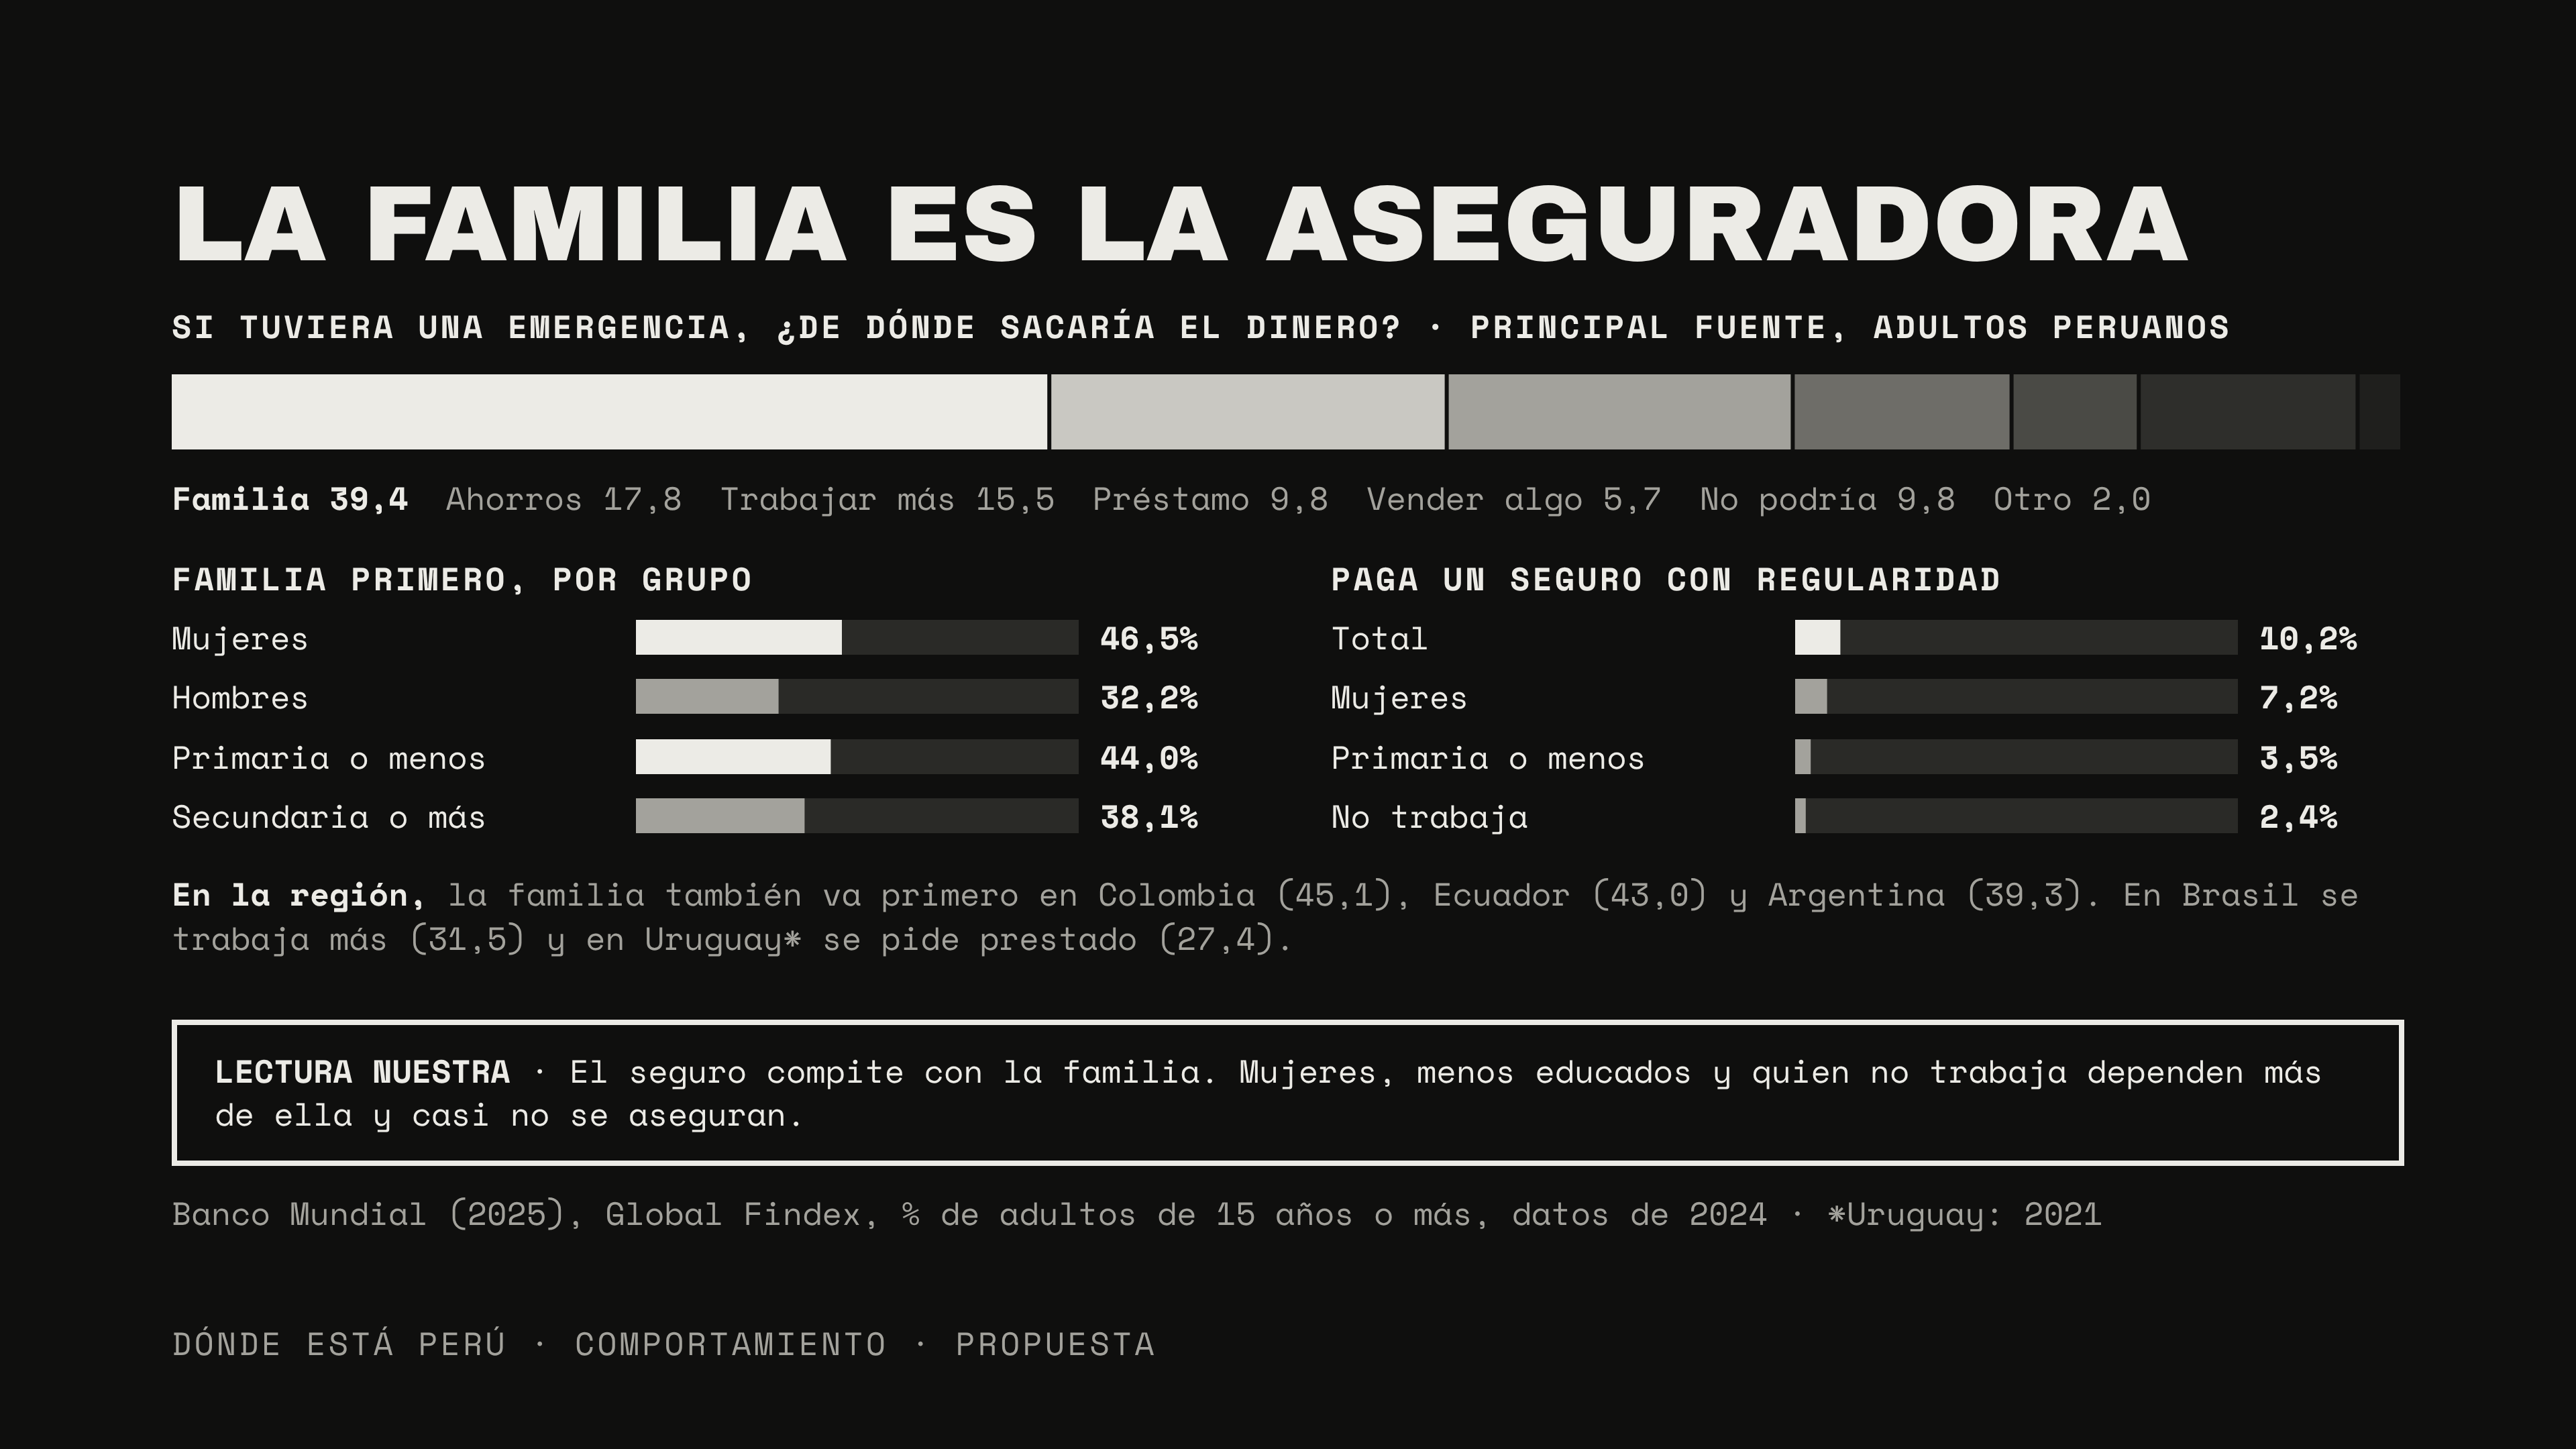 LA FAMILIA ES LA ASEGURADORA
SI TUVIERA UNA EMERGENCIA, ¿DE DÓNDE SACARÍA EL DINERO? · PRINCIPAL FUENTE, ADULTOS PERUANOS
Familia 39,4 Ahorros 17,8 Trabajar más 15,5 Préstamo 9,8 Vender algo 5,7 No podría 9,8 Otro 2,0
FAMILIA PRIMERO, POR GRUPO
Mujeres 46,5%
Hombres 32,2%
Primaria o menos 44,0%
Secundaria o más 38,1%
PAGA UN SEGURO CON REGULARIDAD
Total 10,2%
Mujeres 7,2%
Primaria o menos 3,5%
No trabaja 2,4%
En la región, la familia también va primero en Colombia (45,1), Ecuador (43,0) y Argentina (39,3). En Brasil se
trabaja más (31,5) y en Uruguay* se pide prestado (27,4).
LECTURA NUESTRA · El seguro compite con la familia. Mujeres, menos educados y quien no trabaja dependen más
de ella y casi no se aseguran.
Banco Mundial (2025), Global Findex, % de adultos de 15 años o más, datos de 2024 · *Uruguay: 2021
DÓNDE ESTÁ PERÚ · COMPORTAMIENTO · PROPUESTA